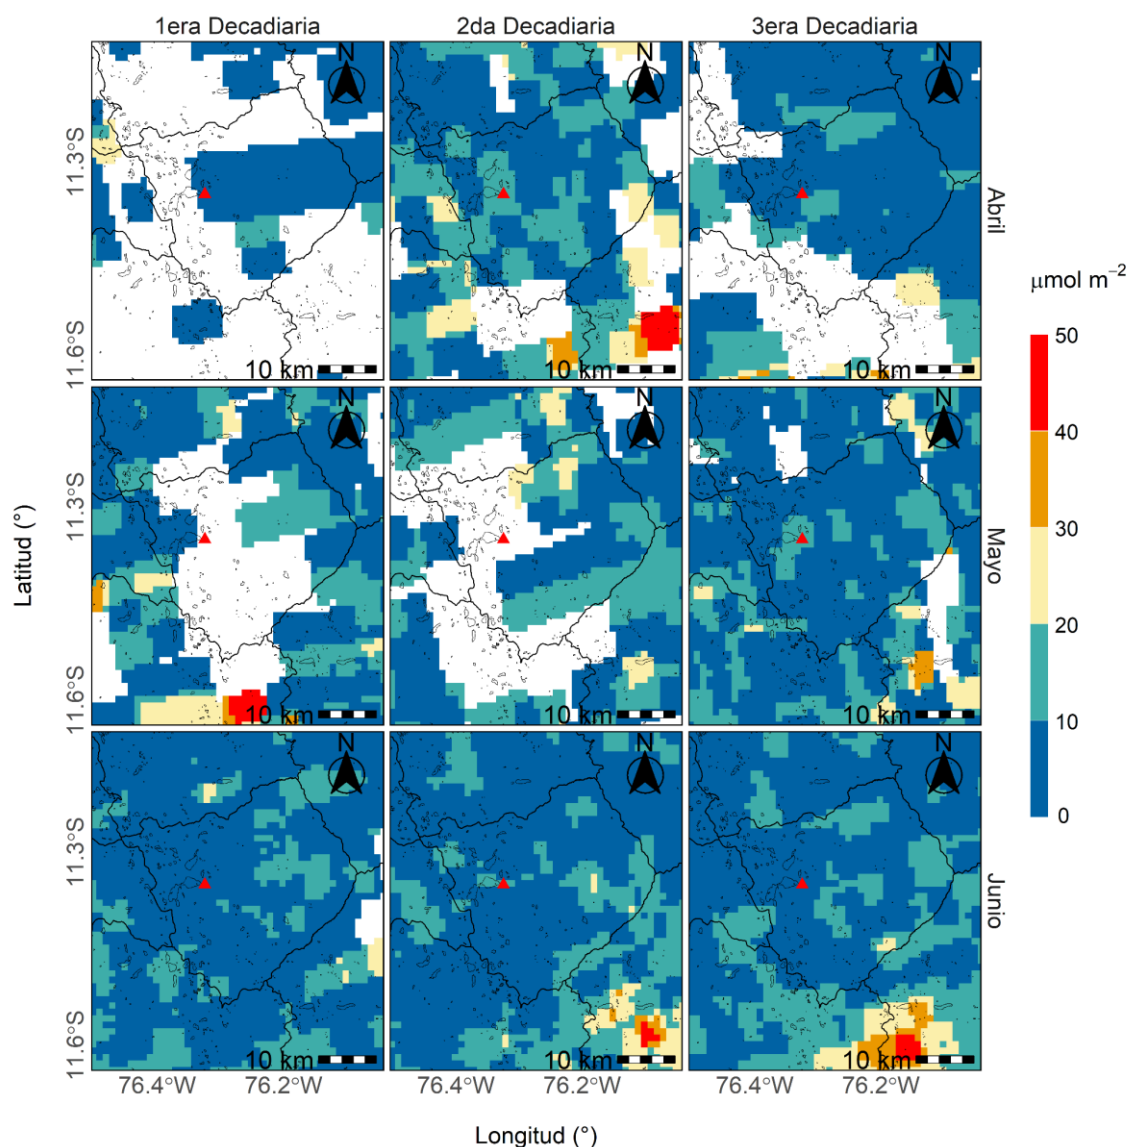 1era Decadiaria 2da Decadiaria 3era Decadiaria
N N N
11.3°S
Abril
11.6°S
10 km 10 km 10 km
μmol m⁻²
50
40
30
20
10
0
N N N
11.3°S
Mayo
11.6°S
10 km 10 km 10 km
Latitud (°)
N N N
11.3°S
Junio
11.6°S
10 km 10 km 10 km
76.4°W 76.2°W 76.4°W 76.2°W 76.4°W 76.2°W
Longitud (°)